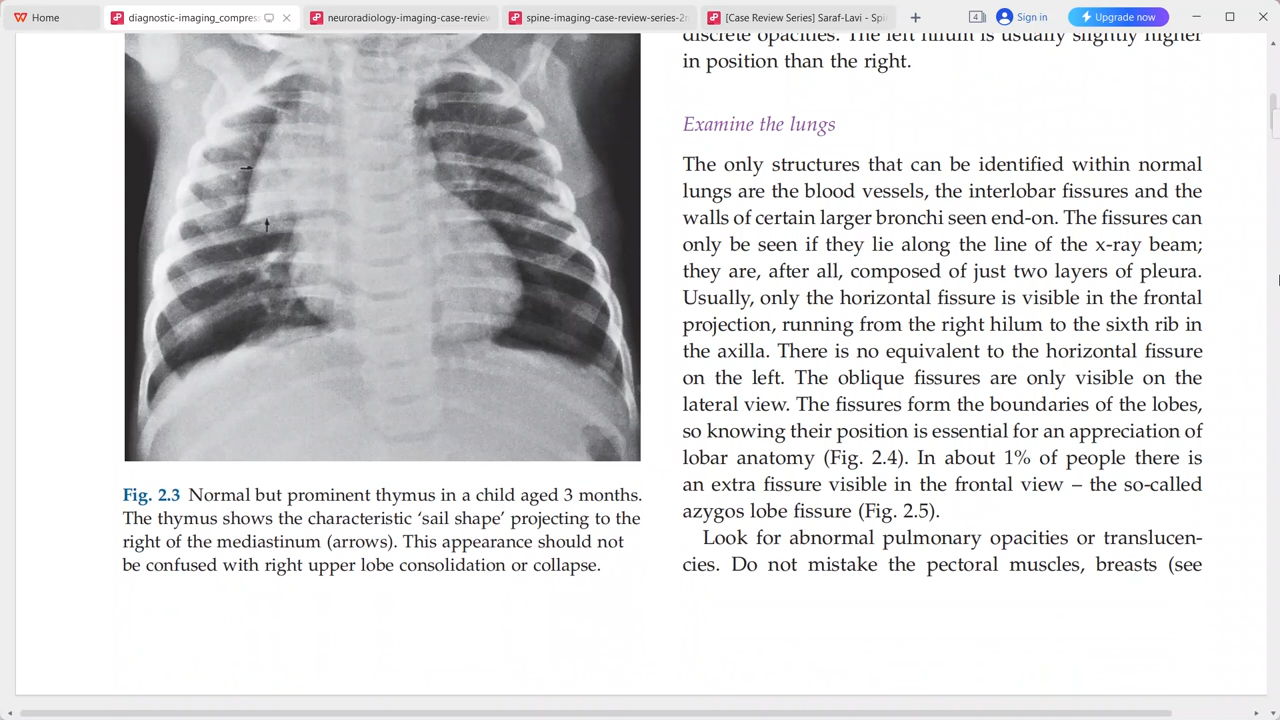 Home
diagnostic-imaging_compres
neuroradiology-imaging-case-review
spine-imaging-case-review-series-2
[Case Review Series] Saraf-Lavi - Spi
4
Sign in
Upgrade now
Fig. 2.3 Normal but prominent thymus in a child aged 3 months.
The thymus shows the characteristic ‘sail shape’ projecting to the
right of the mediastinum (arrows). This appearance should not
be confused with right upper lobe consolidation or collapse.
discrete opacities. The left hilum is usually slightly higher
in position than the right.
Examine the lungs
The only structures that can be identified within normal
lungs are the blood vessels, the interlobar fissures and the
walls of certain larger bronchi seen end-on. The fissures can
only be seen if they lie along the line of the x-ray beam;
they are, after all, composed of just two layers of pleura.
Usually, only the horizontal fissure is visible in the frontal
projection, running from the right hilum to the sixth rib in
the axilla. There is no equivalent to the horizontal fissure
on the left. The oblique fissures are only visible on the
lateral view. The fissures form the boundaries of the lobes,
so knowing their position is essential for an appreciation of
lobar anatomy (Fig. 2.4). In about 1% of people there is
an extra fissure visible in the frontal view – the so-called
azygos lobe fissure (Fig. 2.5).
Look for abnormal pulmonary opacities or translucen-
cies. Do not mistake the pectoral muscles, breasts (see